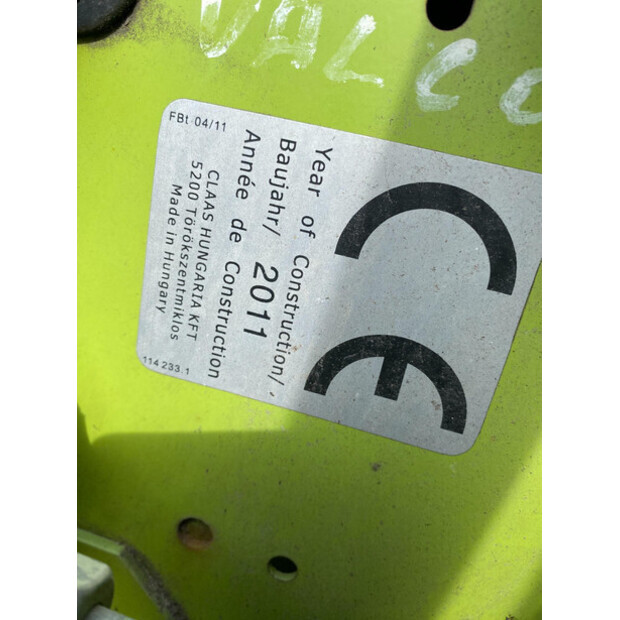 VALCO
CE
Year of Construction/
Baujahr/ 2011
Année de Construction
CLAAS HUNGARIA KFT
5200 Törökszentmiklos
Made in Hungary
FBt 04/11
114 233.1